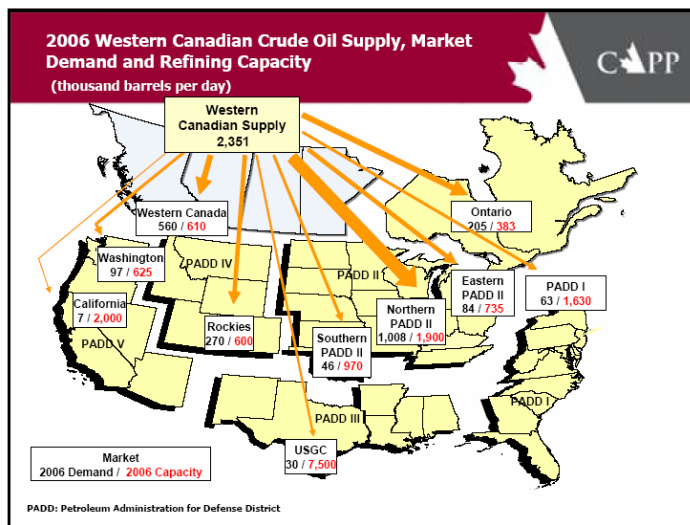 2006 Western Canadian Crude Oil Supply, Market
Demand and Refining Capacity
(thousand barrels per day)
CAPP
Western
Canadian Supply
2,351
Western Canada
560 / 610
Ontario
205 / 383
Washington
97 / 625
PADD IV
PADD II
Eastern
PADD II
84 / 735
PADD I
63 / 1,630
California
7 / 2,000
Rockies
270 / 600
Northern
PADD II
1,008 / 1,900
Southern
PADD II
46 / 970
PADD V
PADD III
PADD I
USGC
30 / 7,500
Market
2006 Demand / 2006 Capacity
PADD: Petroleum Administration for Defense District